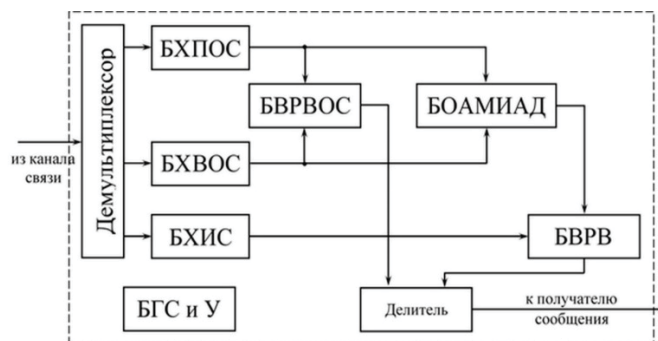 БХПОС
БВРВОС
БОАМИАД
из канала
связи
Демультиплексор
БХВОС
БХИС
БВРВ
БГС и У
Делитель
к получателю
сообщения